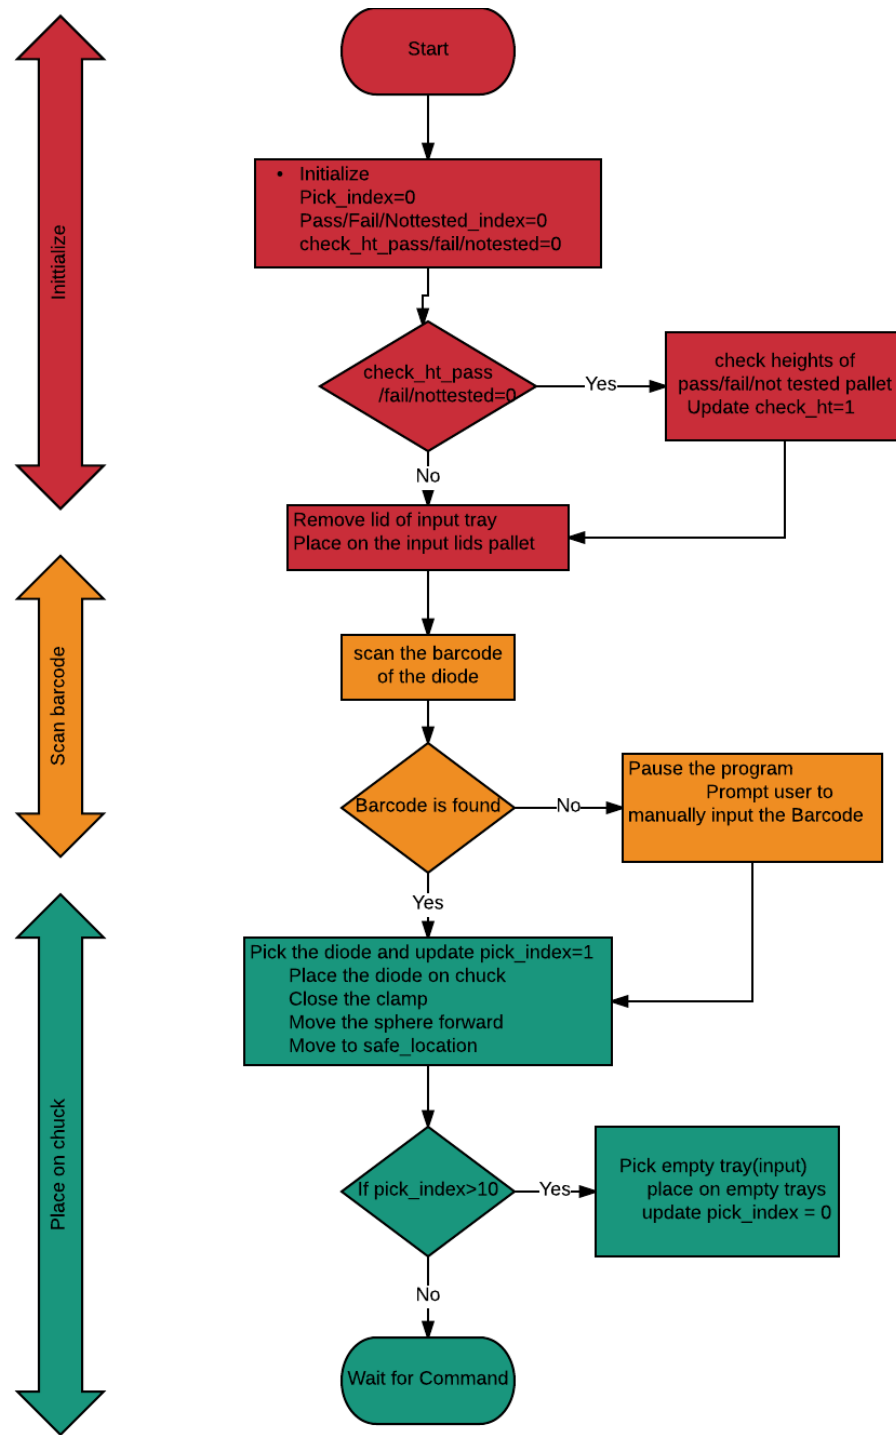 Start
• Initialize
Pick_index=0
Pass/Fail/Nottested_index=0
check_ht_pass/fail/notested=0
Inittialize
check_ht_pass
/fail/nottested=0
Yes
check heights of
pass/fail/not tested pallet
Update check_ht=1
No
Remove lid of input tray
Place on the input lids pallet
Scan barcode
scan the barcode
of the diode
Barcode is found
No
Pause the program
Prompt user to
manually input the Barcode
Yes
Place on chuck
Pick the diode and update pick_index=1
Place the diode on chuck
Close the clamp
Move the sphere forward
Move to safe_location
If pick_index>10
Yes
Pick empty tray(input)
place on empty trays
update pick_index = 0
No
Wait for Command